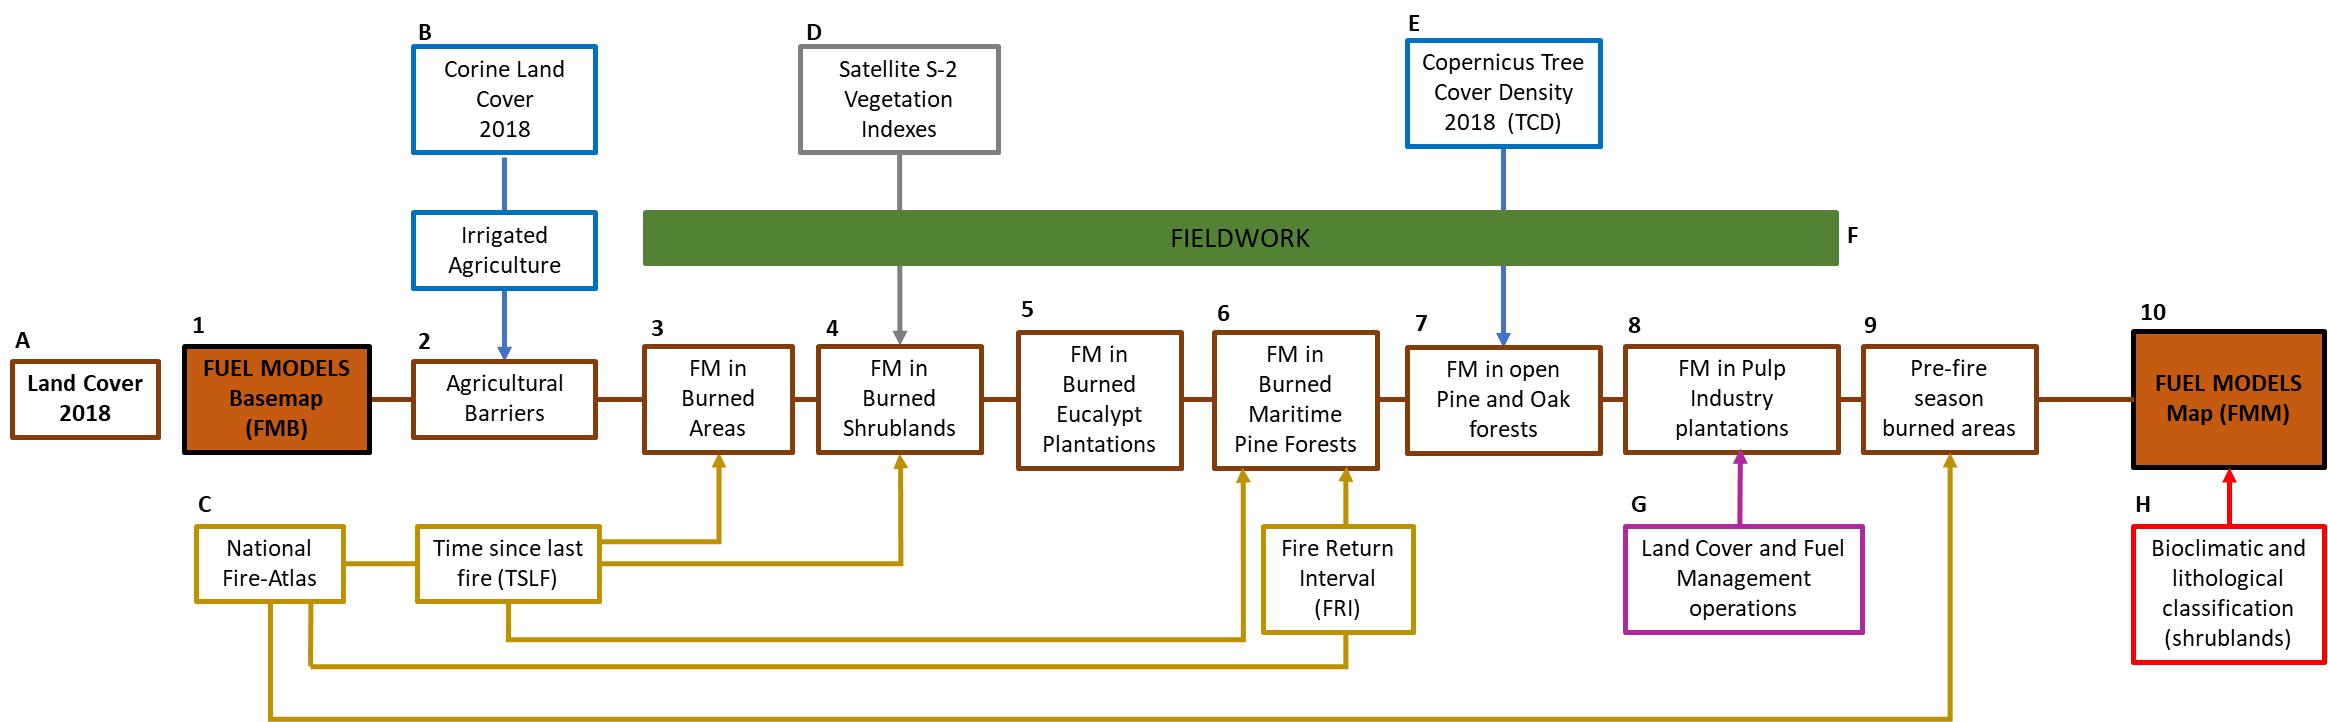 B
Corine Land
Cover
2018
D
Satellite S-2
Vegetation
Indexes
E
Copernicus Tree
Cover Density
2018 (TCD)
Irrigated
Agriculture
FIELDWORK
F
A
Land Cover
2018
1
FUEL MODELS
Basemap
(FMB)
2
Agricultural
Barriers
3
FM in
Burned
Areas
4
FM in
Burned
Shrublands
5
FM in
Burned
Eucalypt
Plantations
6
FM in
Burned
Maritime
Pine Forests
7
FM in open
Pine and Oak
forests
8
FM in Pulp
Industry
plantations
9
Pre-fire
season
burned areas
10
FUEL MODELS
Map (FMM)
C
National
Fire-Atlas
Time since last
fire (TSLF)
Fire Return
Interval
(FRI)
G
Land Cover and Fuel
Management
operations
H
Bioclimatic and
lithological
classification
(shrublands)